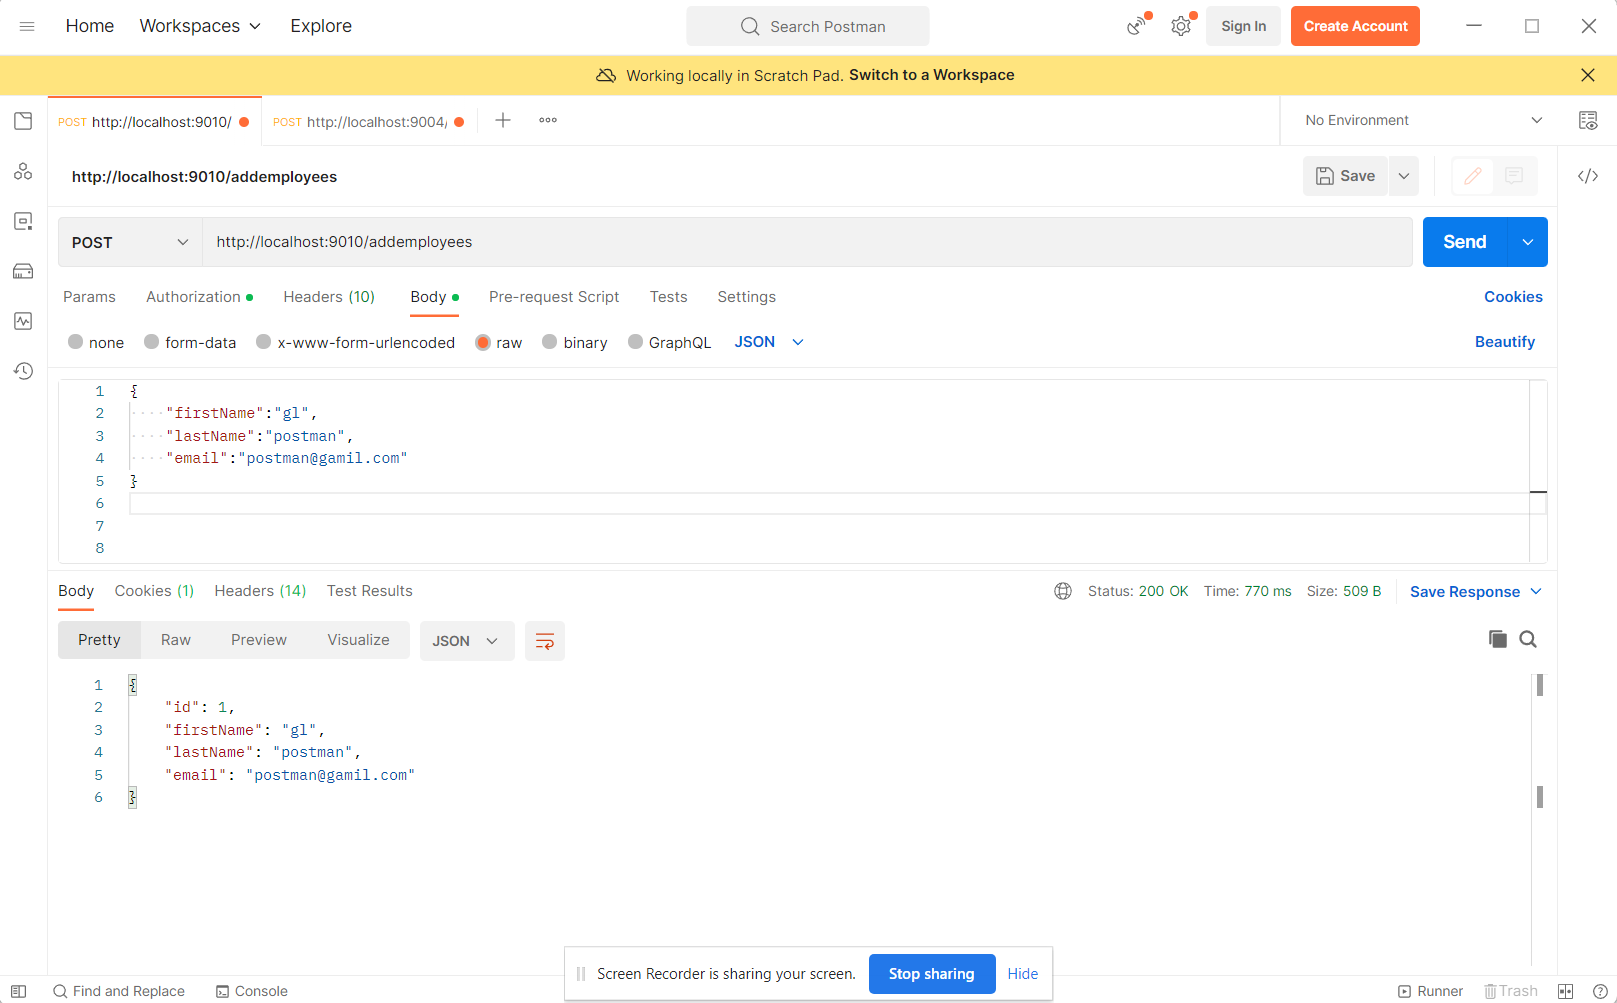 Home Workspaces Explore Search Postman Sign In Create Account
Working locally in Scratch Pad. Switch to a Workspace
POST http://localhost:9010/ POST http://localhost:9004/ No Environment
http://localhost:9010/addemployees Save
POST http://localhost:9010/addemployees Send
Params Authorization Headers (10) Body Pre-request Script Tests Settings Cookies
none form-data x-www-form-urlencoded raw binary GraphQL JSON Beautify
1 {
2 "firstName":"gl",
3 "lastName":"postman",
4 "email":"postman@gamil.com"
5 }
6
7
8
Body Cookies (1) Headers (14) Test Results Status: 200 OK Time: 770 ms Size: 509 B Save Response
Pretty Raw Preview Visualize JSON
1 {
2 "id": 1,
3 "firstName": "gl",
4 "lastName": "postman",
5 "email": "postman@gamil.com"
6 }
Screen Recorder is sharing your screen. Stop sharing Hide
Find and Replace Console Runner Trash